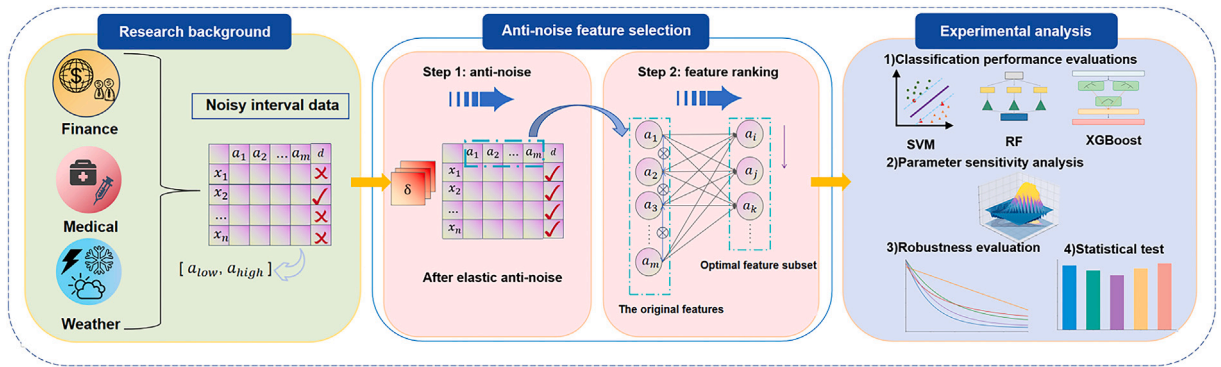 Research background
Finance
Medical
Weather
Noisy interval data
a1 a2 ... am d
x1
x2
...
xn
[ alow, ahigh ]
Anti-noise feature selection
Step 1: anti-noise
δ
a1 a2 ... am d
x1
x2
...
xn
After elastic anti-noise
Step 2: feature ranking
a1
a2
a3
am
ai
aj
ak
Optimal feature subset
The original features
Experimental analysis
1)Classification performance evaluations
SVM
RF
XGBoost
2)Parameter sensitivity analysis
3)Robustness evaluation
4)Statistical test